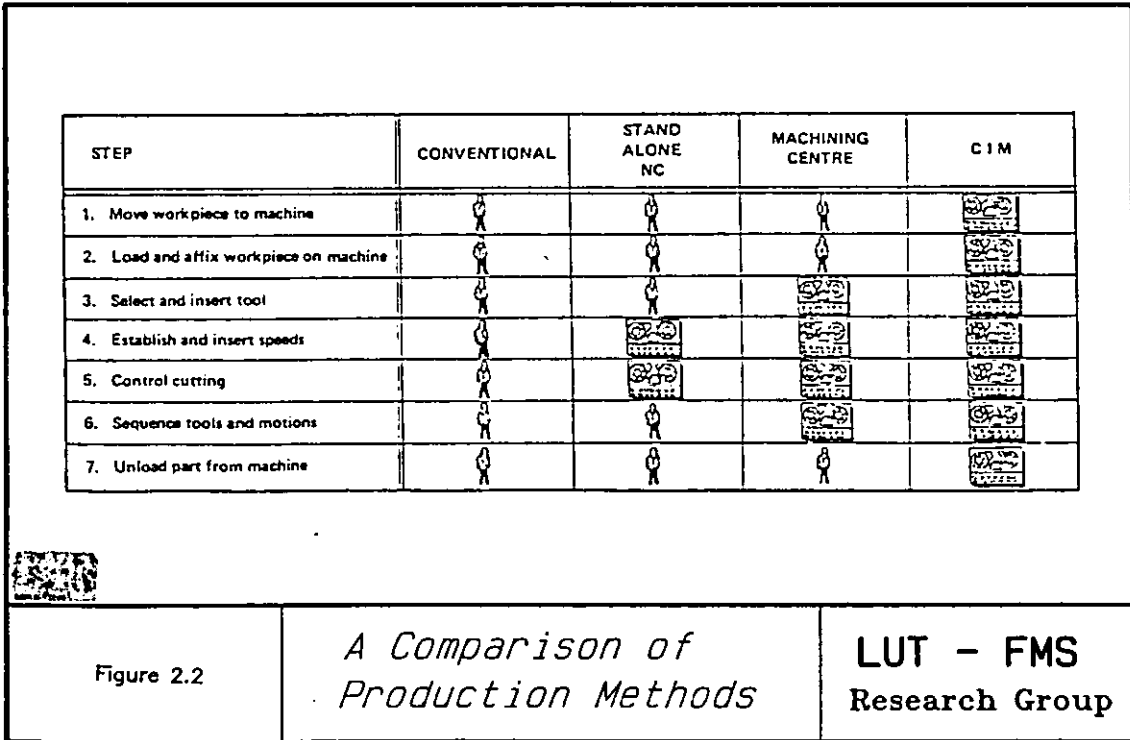 STEP
CONVENTIONAL
STAND
ALONE
NC
MACHINING
CENTRE
CIM
1. Move workpiece to machine
2. Load and affix workpiece on machine
3. Select and insert tool
4. Establish and insert speeds
5. Control cutting
6. Sequence tools and motions
7. Unload part from machine
Figure 2.2
A Comparison of
Production Methods
LUT - FMS
Research Group